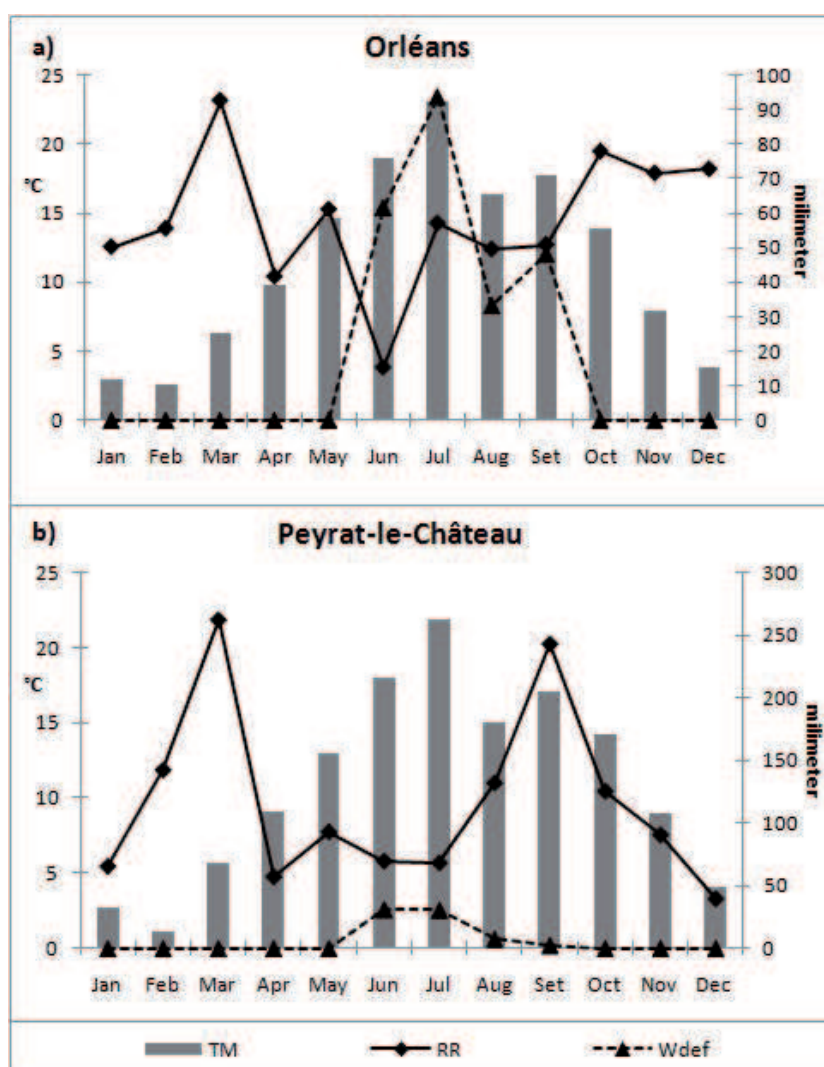 a)
Orléans
25
20
15
10
5
0
°C
100
90
80
70
60
50
40
30
20
10
0
milimeter
Jan Feb Mar Apr May Jun Jul Aug Set Oct Nov Dec
b)
Peyrat-le-Château
25
20
15
10
5
0
°C
300
250
200
150
100
50
0
milimeter
Jan Feb Mar Apr May Jun Jul Aug Set Oct Nov Dec
TM RR Wdef